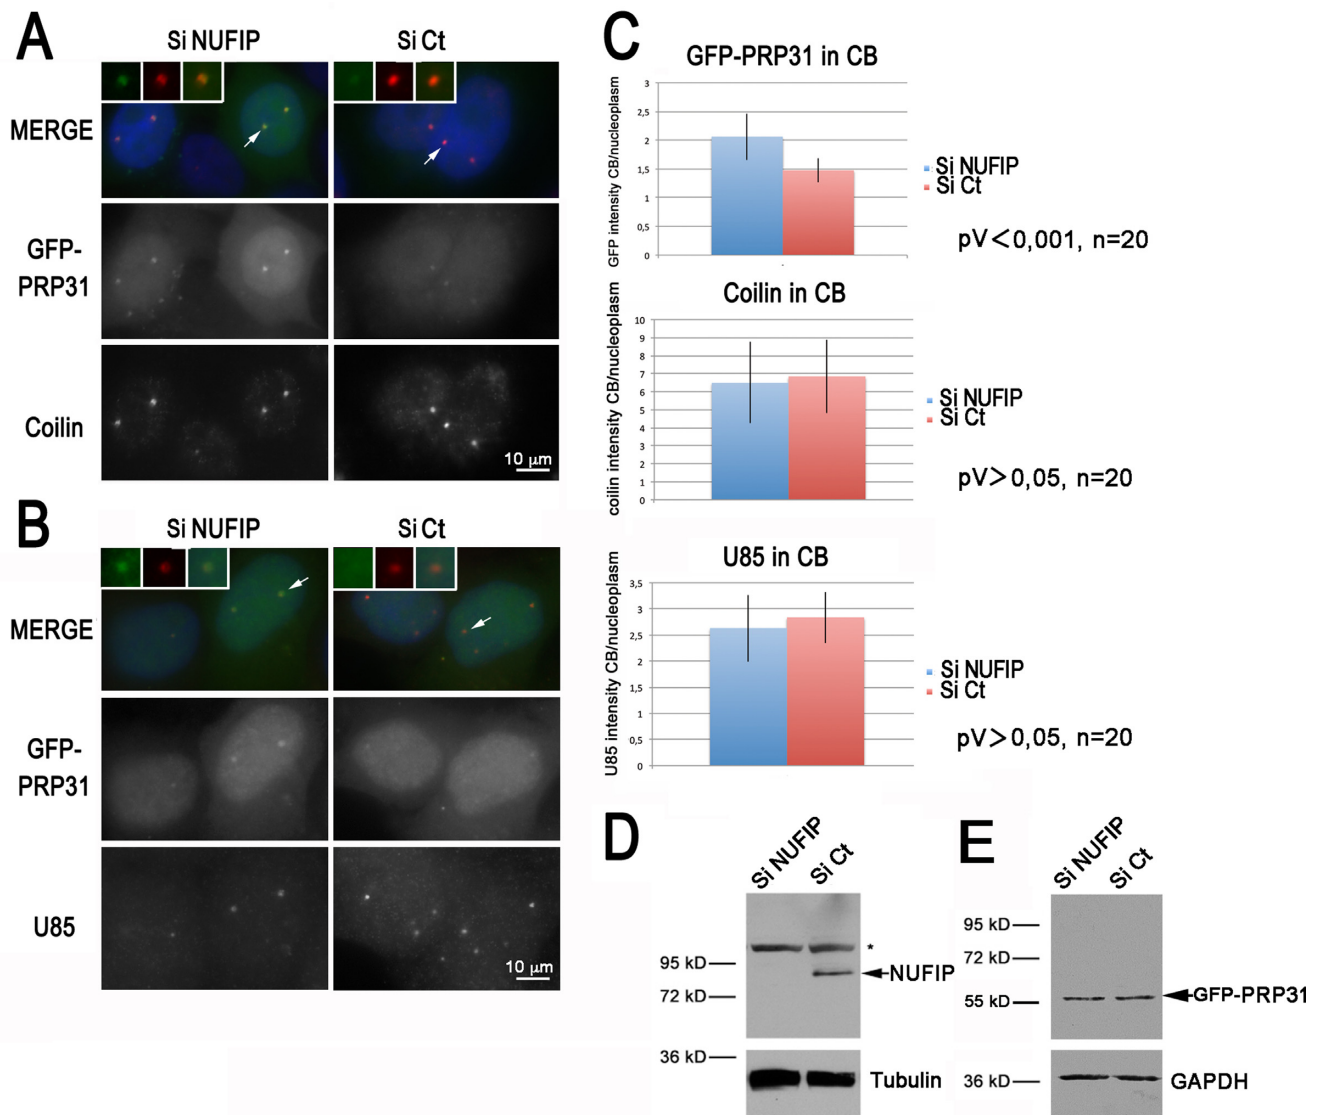 A
Si NUFIP
Si Ct
MERGE
GFP-
PRP31
Coilin
10 µm
B
Si NUFIP
Si Ct
MERGE
GFP-
PRP31
U85
10 µm
C
GFP-PRP31 in CB
GFP intensity CB/nucleoplasm
3
2,5
2
1,5
1
0,5
0
Si NUFIP
Si Ct
pV<0,001, n=20
Coilin in CB
coilin intensity CB/nucleoplasm
10
9
8
7
6
5
4
3
2
1
0
Si NUFIP
Si Ct
pV>0,05, n=20
U85 in CB
U85 intensity CB/nucleoplasm
3,5
3
2,5
2
1,5
1
0,5
0
Si NUFIP
Si Ct
pV>0,05, n=20
D
Si NUFIP
Si Ct
*
95 kD
NUFIP
72 kD
36 kD
Tubulin
E
Si NUFIP
Si Ct
95 kD
72 kD
55 kD
GFP-PRP31
36 kD
GAPDH